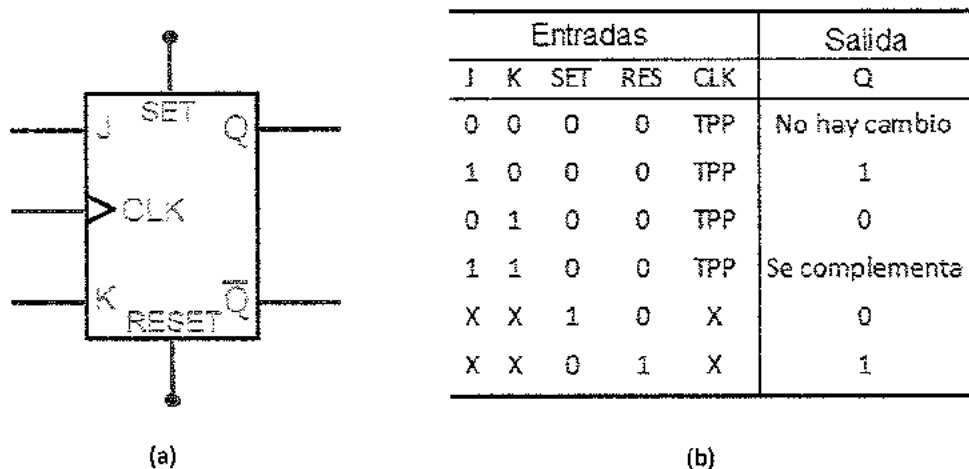 SET
J Q
CLK
K Q̅
RESET
(a)
Entradas Salida
J K SET RES CLK Q
0 0 0 0 TPP No hay cambio
1 0 0 0 TPP 1
0 1 0 0 TPP 0
1 1 0 0 TPP Se complementa
X X 1 0 X 0
X X 0 1 X 1
(b)